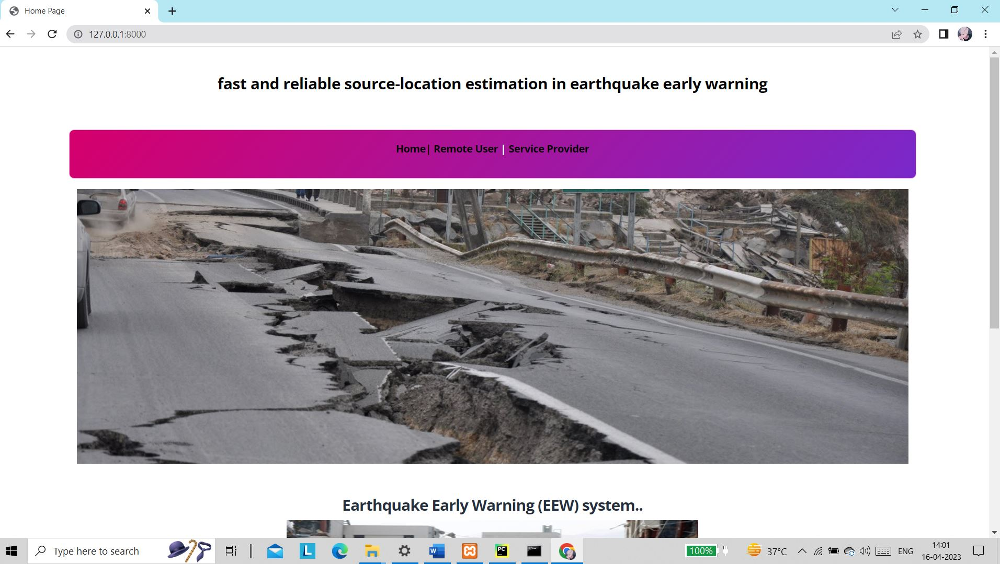 Home Page
127.0.0.1:8000
fast and reliable source-location estimation in earthquake early warning
Home| Remote User | Service Provider
Earthquake Early Warning (EEW) system..
Type here to search
L
W
PC
100%
37°C
ENG
14:01
16-04-2023